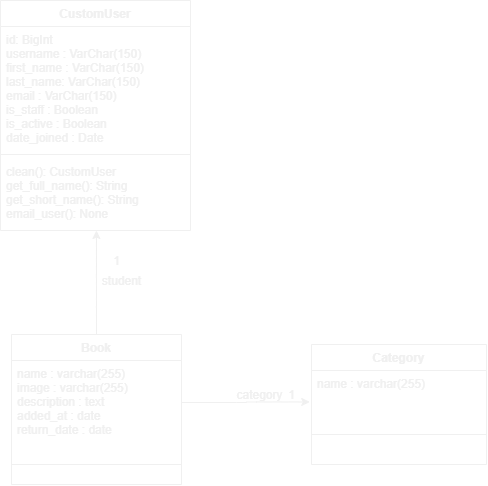 CustomUser
id: BigInt
username : VarChar(150)
first_name : VarChar(150)
last_name: VarChar(150)
email : VarChar(150)
is_staff : Boolean
is_active : Boolean
date_joined : Date
clean(): CustomUser
get_full_name(): String
get_short_name(): String
email_user(): None
1
student
Book
name : varchar(255)
image : varchar(255)
description : text
added_at : date
return_date : date
category 1
Category
name : varchar(255)